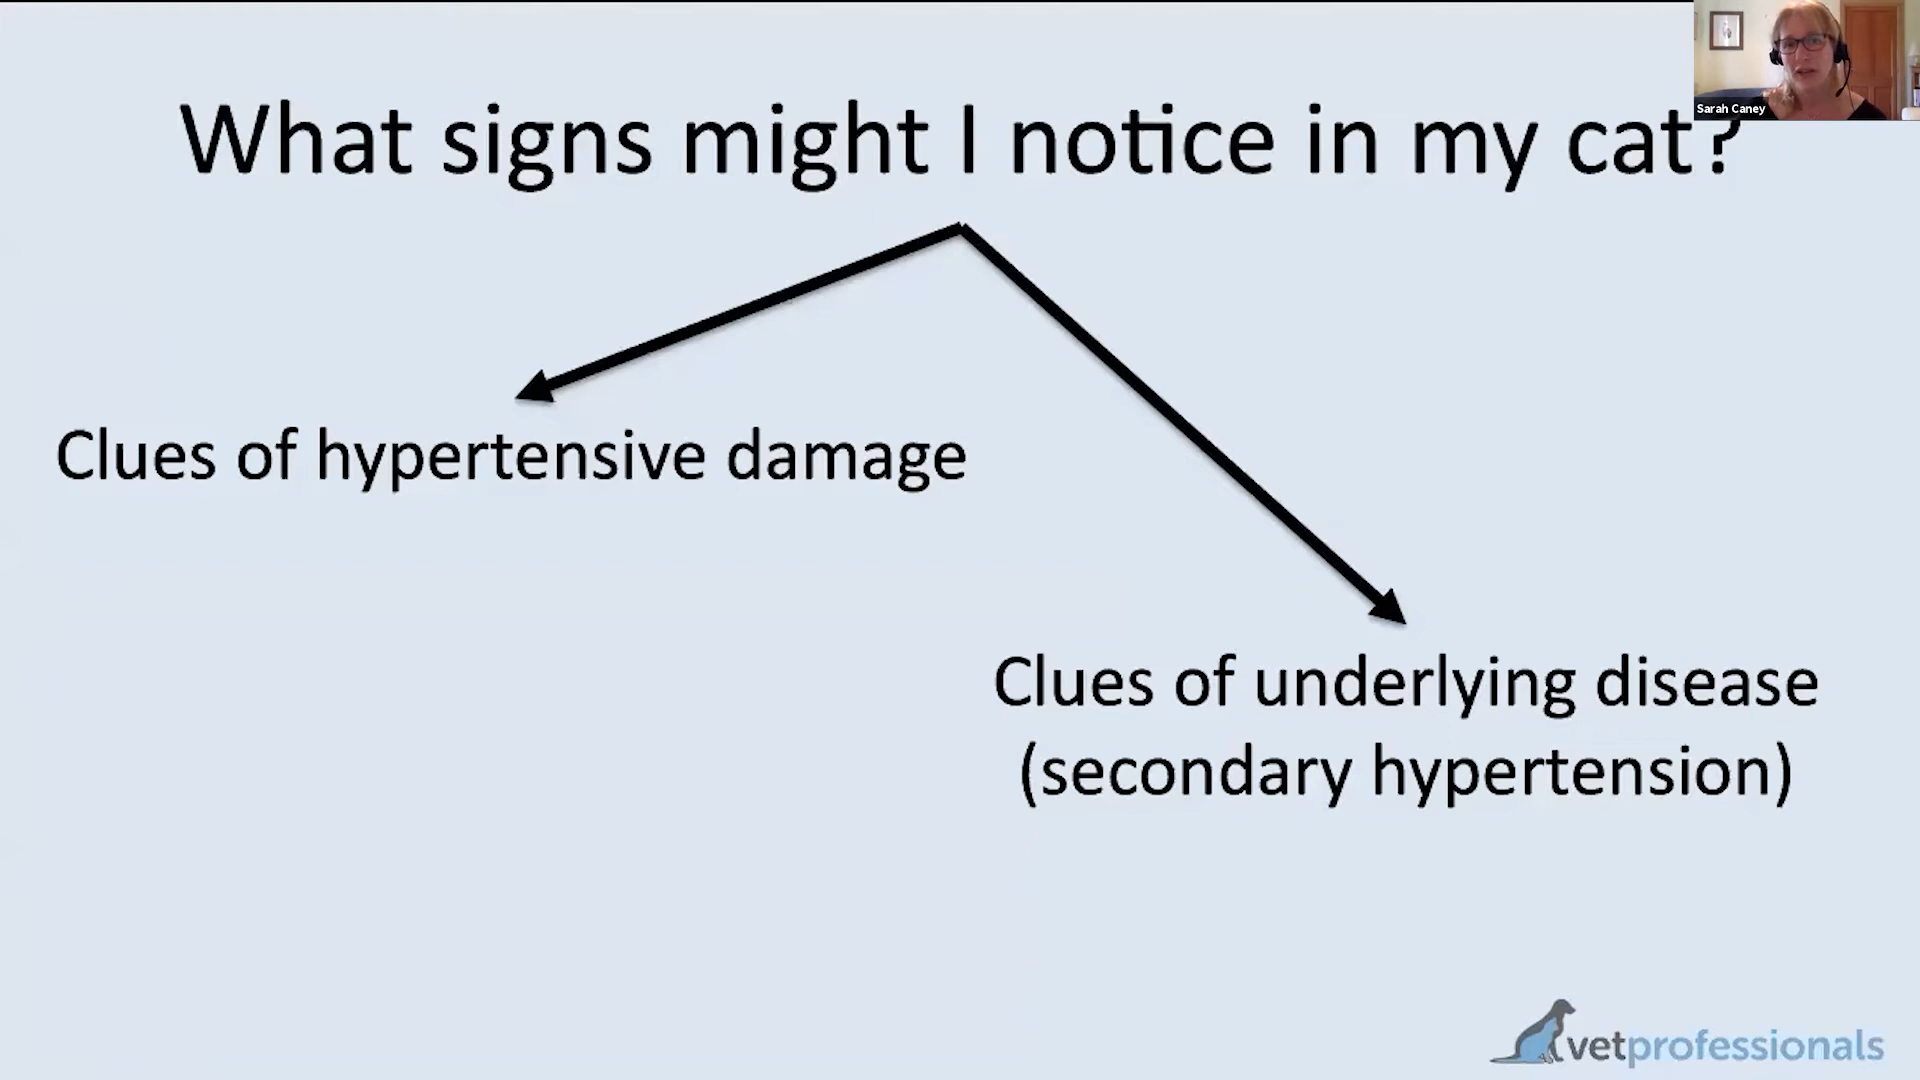 Sarah Caney
What signs might I notice in my cat?
Clues of hypertensive damage
Clues of underlying disease
(secondary hypertension)
vetprofessionals